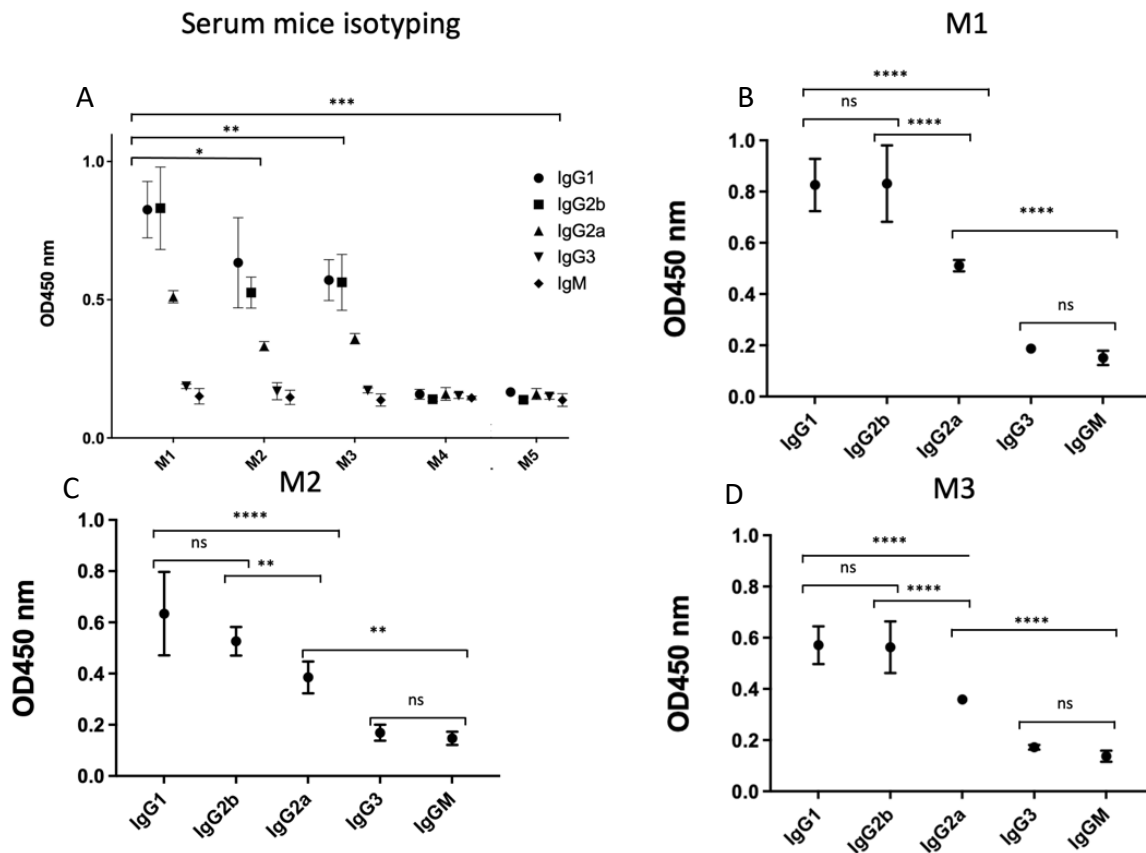 Serum mice isotyping
A
***
**
*
1.0
0.5
0.0
OD450 nm
IgG1
IgG2b
IgG2a
IgG3
IgM
M1
M2
M3
M4
M5
M1
B
****
ns
****
****
ns
1.0
0.8
0.6
0.4
0.2
0.0
OD450 nm
IgG1
IgG2b
IgG2a
IgG3
IgGM
M2
C
****
ns
**
**
ns
1.0
0.8
0.6
0.4
0.2
0.0
OD450 nm
IgG1
IgG2b
IgG2a
IgG3
IgGM
M3
D
****
ns
****
****
ns
1.0
0.8
0.6
0.4
0.2
0.0
OD450 nm
IgG1
IgG2b
IgG2a
IgG3
IgGM